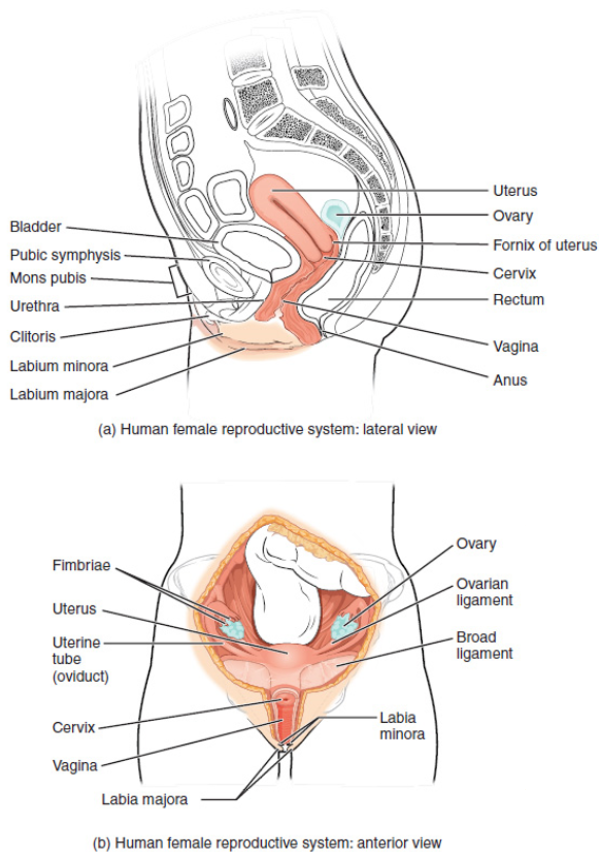 Uterus
Ovary
Fornix of uterus
Cervix
Rectum
Vagina
Anus
Bladder
Pubic symphysis
Mons pubis
Urethra
Clitoris
Labium minora
Labium majora
(a) Human female reproductive system: lateral view
Fimbriae
Uterus
Uterine
tube
(oviduct)
Cervix
Vagina
Labia majora
Ovary
Ovarian
ligament
Broad
ligament
Labia
minora
(b) Human female reproductive system: anterior view